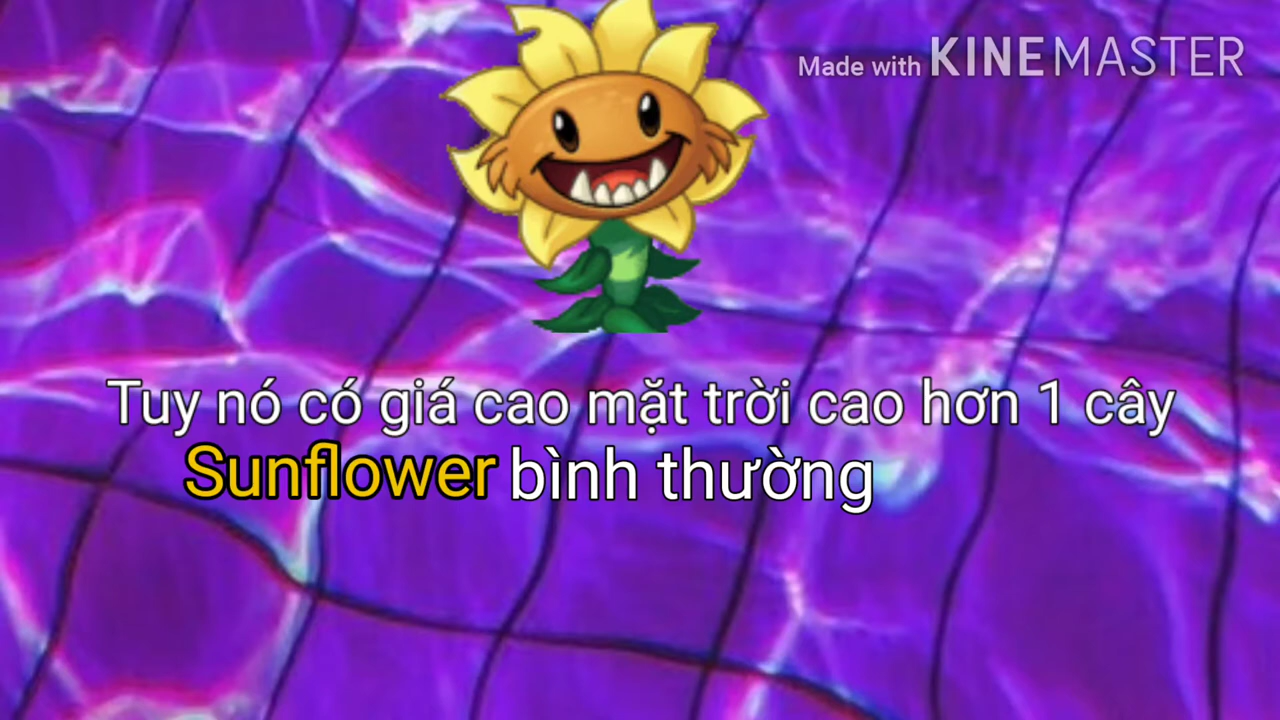 Made with KINEMASTER
Tuy nó có giá cao mặt trời cao hơn 1 cây
Sunflower bình thường